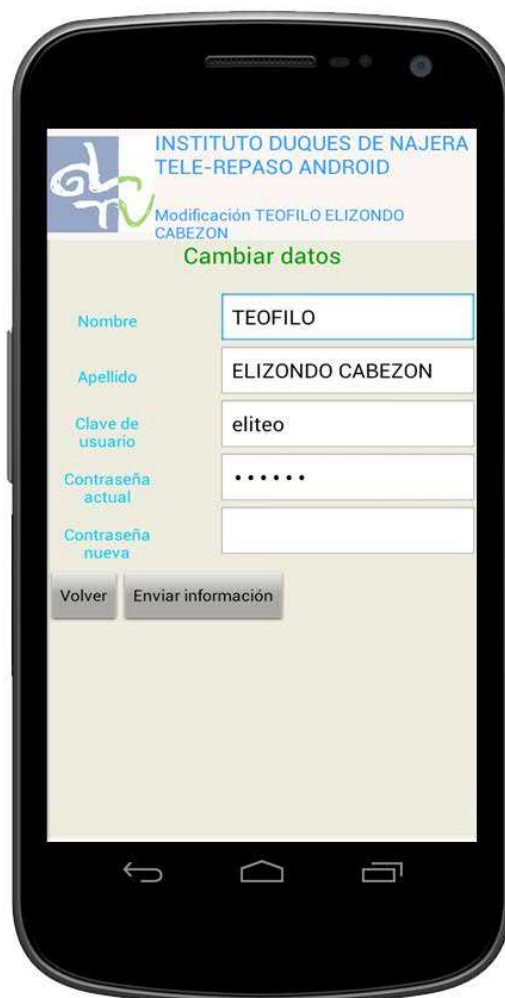 INSTITUTO DUQUES DE NAJERA
TELE-REPASO ANDROID
Modificación TEOFILO ELIZONDO
CABEZON
Cambiar datos
Nombre
TEOFILO
Apellido
ELIZONDO CABEZON
Clave de
usuario
eliteo
Contraseña
actual
••••••
Contraseña
nueva
Volver
Enviar información